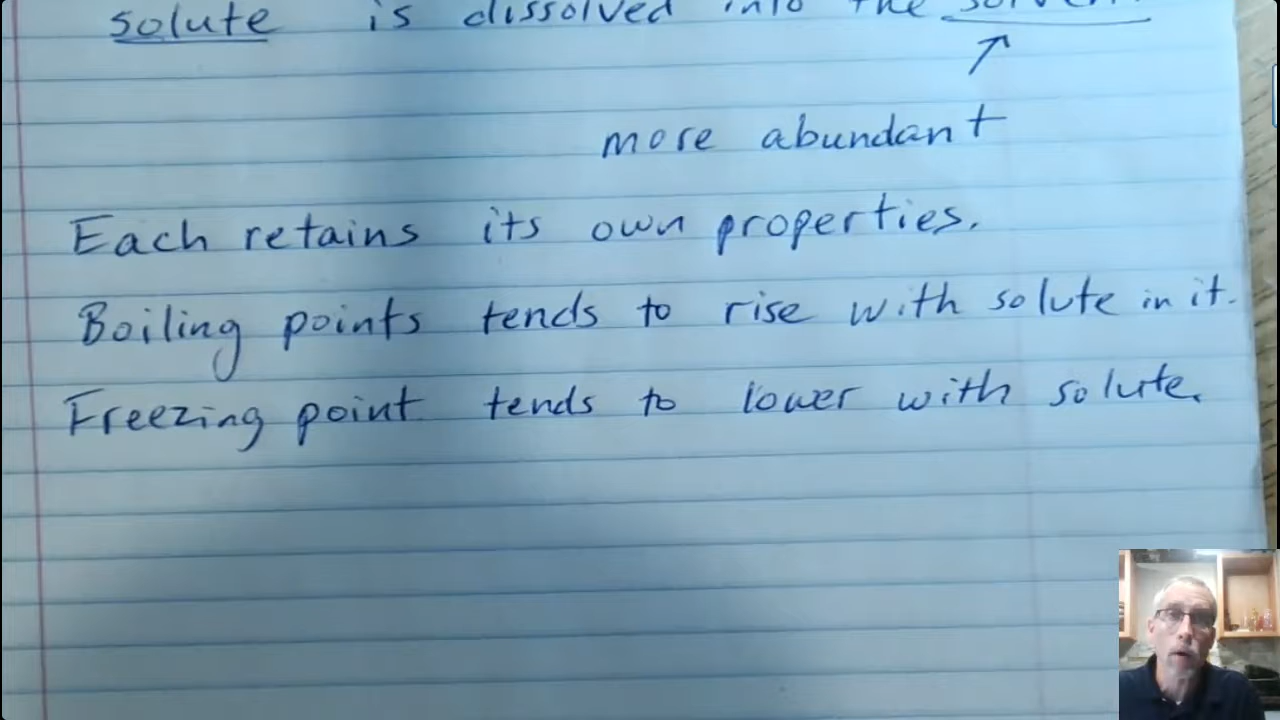 solute is dissolved into the solvent
more abundant
Each retains its own properties.
Boiling points tends to rise with solute in it.
Freezing point tends to lower with solute.